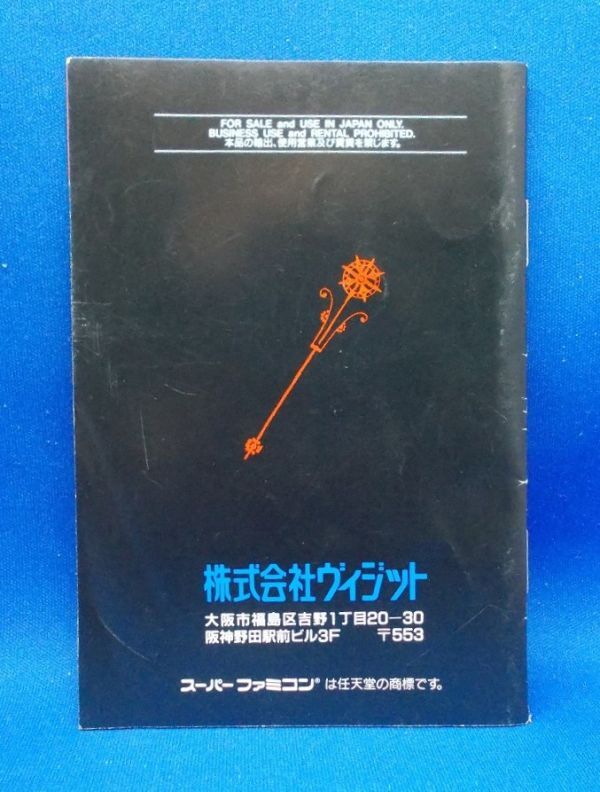 FOR SALE and USE IN JAPAN ONLY.
BUSINESS USE and RENTAL PROHIBITED.
本品の輸出、使用営業及び賃貸を禁じます。
株式会社ヴィジット
大阪市福島区吉野1丁目20-30
阪神野田駅前ビル3F 〒553
スーパーファミコン®は任天堂の商標です。